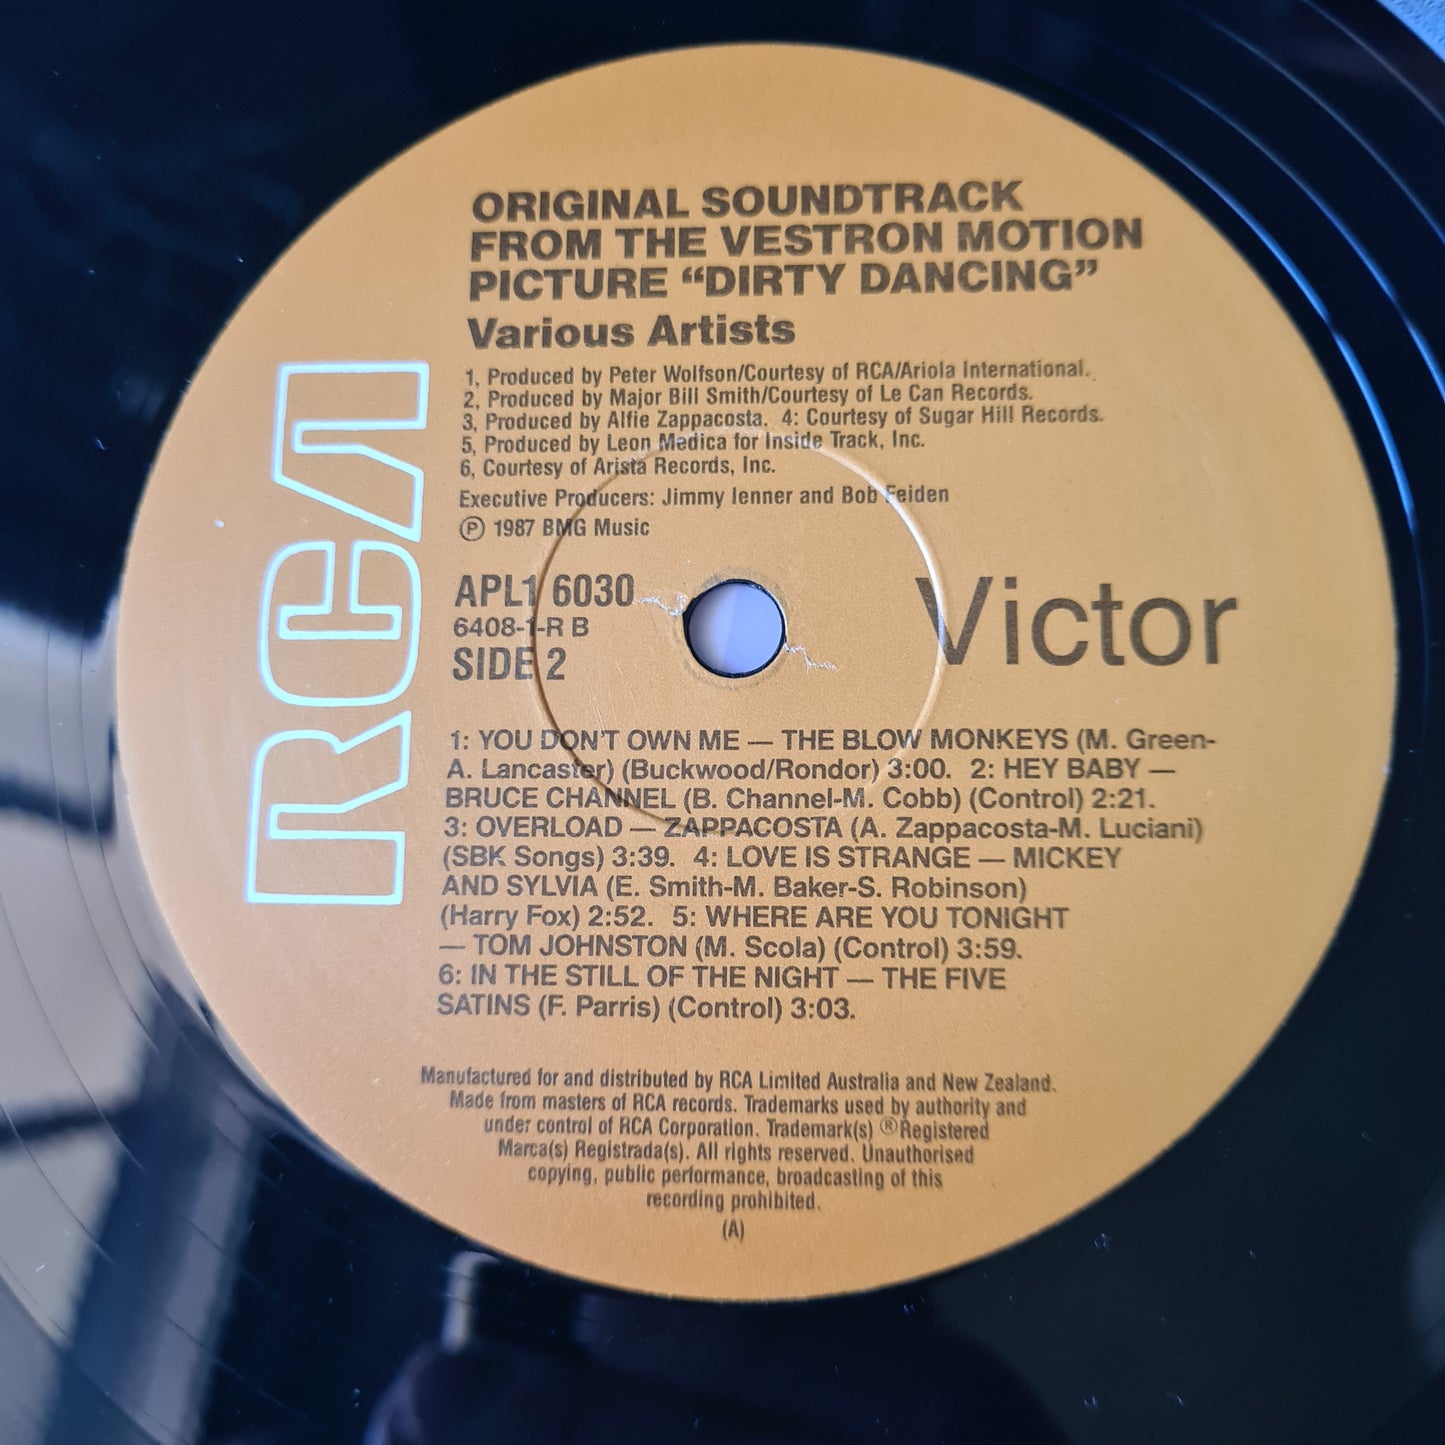 ORIGINAL SOUNDTRACK
FROM THE VESTRON MOTION
PICTURE “DIRTY DANCING”
Various Artists
1, Produced by Peter Wolfson/Courtesy of RCA/Ariola International.
2, Produced by Major Bill Smith/Courtesy of Le Can Records.
3, Produced by Alfie Zappacosta. 4: Courtesy of Sugar Hill Records.
5, Produced by Leon Medica for Inside Track, Inc.
6, Courtesy of Arista Records, Inc.
Executive Producers: Jimmy Ienner and Bob Feiden
Ⓟ 1987 BMG Music
RCA
APL1 6030
6408-1-R B
SIDE 2
Victor
1: YOU DON'T OWN ME — THE BLOW MONKEYS (M. Green-
A. Lancaster) (Buckwood/Rondor) 3:00. 2: HEY BABY —
BRUCE CHANNEL (B. Channel-M. Cobb) (Control) 2:21.
3: OVERLOAD — ZAPPACOSTA (A. Zappacosta-M. Luciani)
(SBK Songs) 3:39. 4: LOVE IS STRANGE — MICKEY
AND SYLVIA (E. Smith-M. Baker-S. Robinson)
(Harry Fox) 2:52. 5: WHERE ARE YOU TONIGHT
— TOM JOHNSTON (M. Scola) (Control) 3:59.
6: IN THE STILL OF THE NIGHT — THE FIVE
SATINS (F. Parris) (Control) 3:03.
Manufactured for and distributed by RCA Limited Australia and New Zealand.
Made from masters of RCA records. Trademarks used by authority and
under control of RCA Corporation. Trademark(s) ® Registered
Marca(s) Registrada(s). All rights reserved. Unauthorised
copying, public performance, broadcasting of this
recording prohibited.
(A)